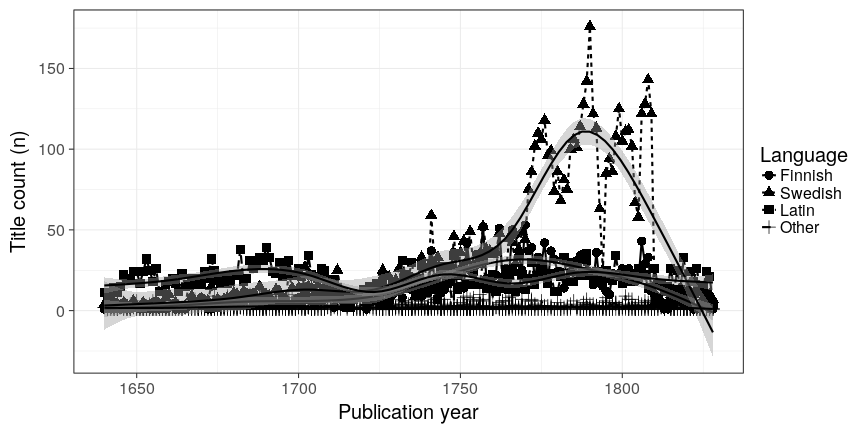 Title count (n)
150
100
50
0
1650
1700
1750
1800
Publication year
Language
Finnish
Swedish
Latin
Other